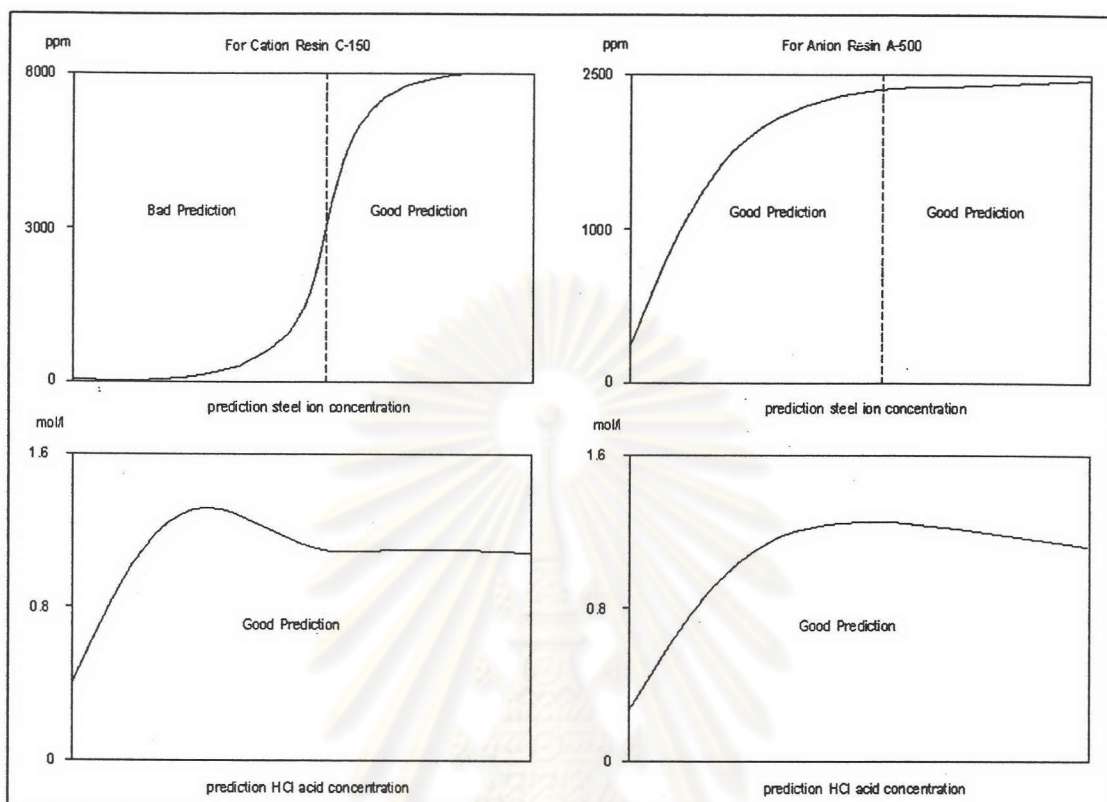 ppm
For Cation Resin C-150
8000
Bad Prediction
Good Prediction
3000
0
prediction steel ion concentration
ppm
For Anion Resin A-500
2500
Good Prediction
Good Prediction
1000
0
prediction steel ion concentration
mol/l
1.6
0.8
Good Prediction
0
prediction HCl acid concentration
1.6
0.8
Good Prediction
0
prediction HCl acid concentration